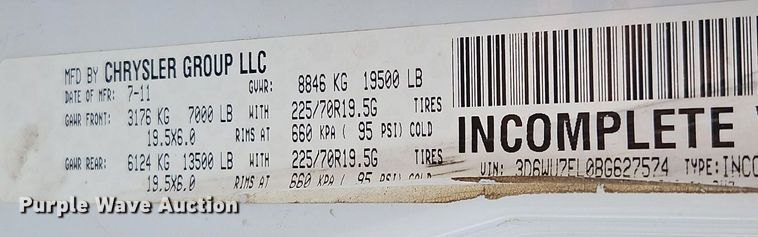 MFD BY CHRYSLER GROUP LLC
DATE OF MFR: 7-11 GVWR: 8846 KG 19500 LB
GAWR FRONT: 3176 KG 7000 LB WITH 225/70R19.5G TIRES
19.5X6.0 RIMS AT 660 KPA ( 95 PSI) COLD
GAWR REAR: 6124 KG 13500 LB WITH 225/70R19.5G TIRES
19.5X6.0 RIMS AT 660 KPA ( 95 PSI) COLD
INCOMPLETE
VIN: 3D6WU7EL0BG627574 TYPE:INCO
Purple Wave Auction